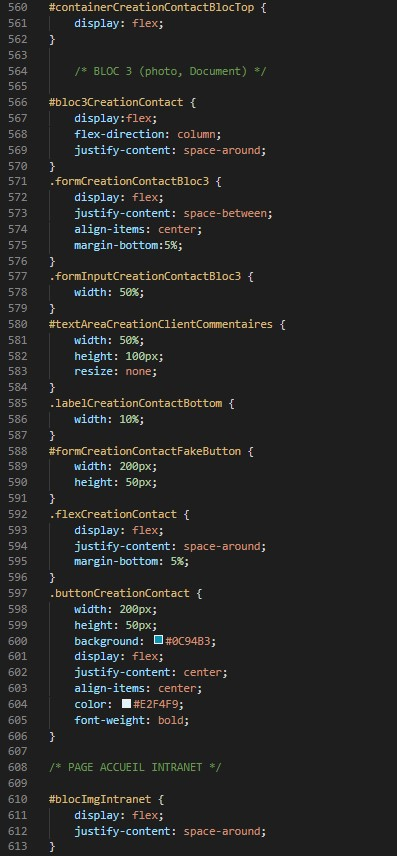 560 #containerCreationContactBlocTop {
561     display: flex;
562 }
563
564     /* BLOC 3 (photo, Document) */
565
566 #bloc3CreationContact {
567     display:flex;
568     flex-direction: column;
569     justify-content: space-around;
570 }
571 .formCreationContactBloc3 {
572     display: flex;
573     justify-content: space-between;
574     align-items: center;
575     margin-bottom:5%;
576 }
577 .formInputCreationContactBloc3 {
578     width: 50%;
579 }
580 #textAreaCreationClientCommentaires {
581     width: 50%;
582     height: 100px;
583     resize: none;
584 }
585 .labelCreationContactBottom {
586     width: 10%;
587 }
588 #formCreationContactFakeButton {
589     width: 200px;
590     height: 50px;
591 }
592 .flexCreationContact {
593     display: flex;
594     justify-content: space-around;
595     margin-bottom: 5%;
596 }
597 .buttonCreationContact {
598     width: 200px;
599     height: 50px;
600     background: #0C94B3;
601     display: flex;
602     justify-content: center;
603     align-items: center;
604     color: #E2F4F9;
605     font-weight: bold;
606 }
607
608 /* PAGE ACCUEIL INTRANET */
609
610 #blocImgIntranet {
611     display: flex;
612     justify-content: space-around;
613 }